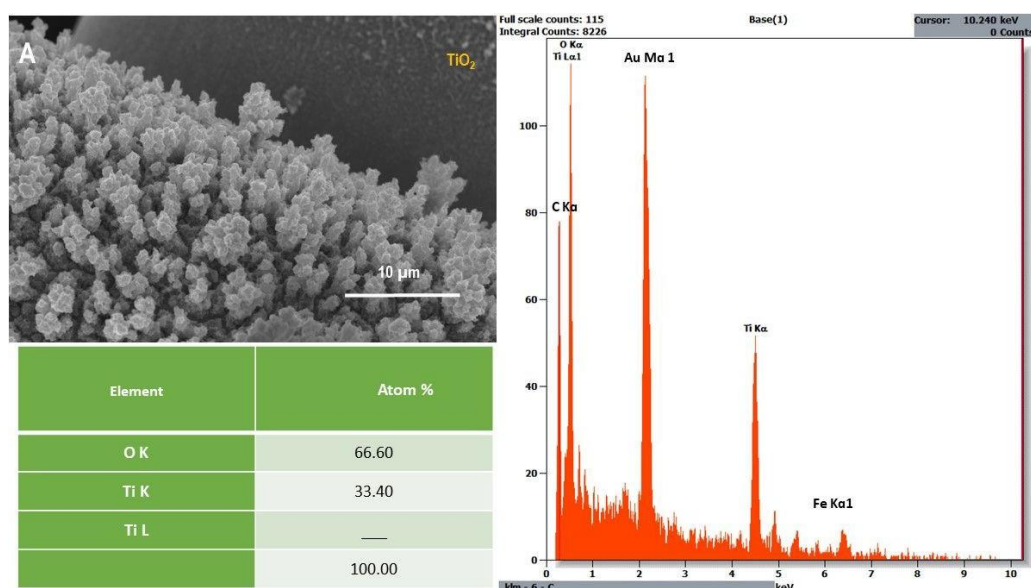 A
TiO₂
10 µm
Element Atom %
O K 66.60
Ti K 33.40
Ti L __
100.00
Full scale counts: 115 Base(1) Cursor: 10.240 keV
Integral Counts: 8226 0 Counts
O Kα
Ti Lα1
Au Mα 1
C Kα
Ti Kα
Fe Kα1
100
80
60
40
20
0
0 1 2 3 4 5 6 7 8 9 10
klm - 6 - C keV